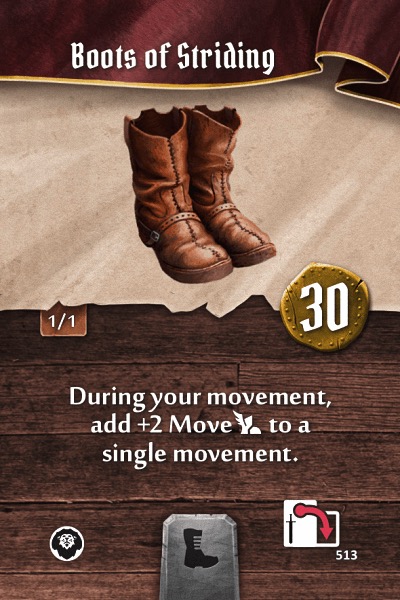 Boots of Striding
1/1
30
During your movement,
add +2 Move to a
single movement.
513